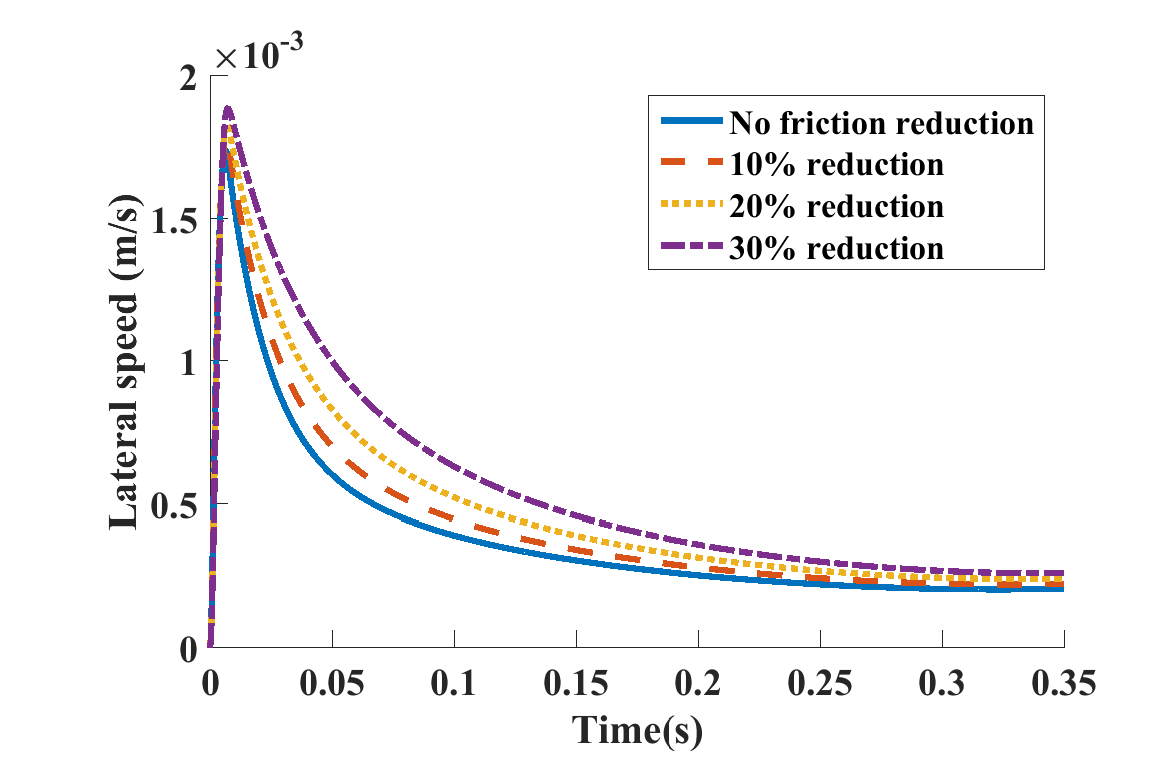 ×10-3
2
1.5
1
0.5
0
Lateral speed (m/s)
No friction reduction
10% reduction
20% reduction
30% reduction
0 0.05 0.1 0.15 0.2 0.25 0.3 0.35
Time(s)